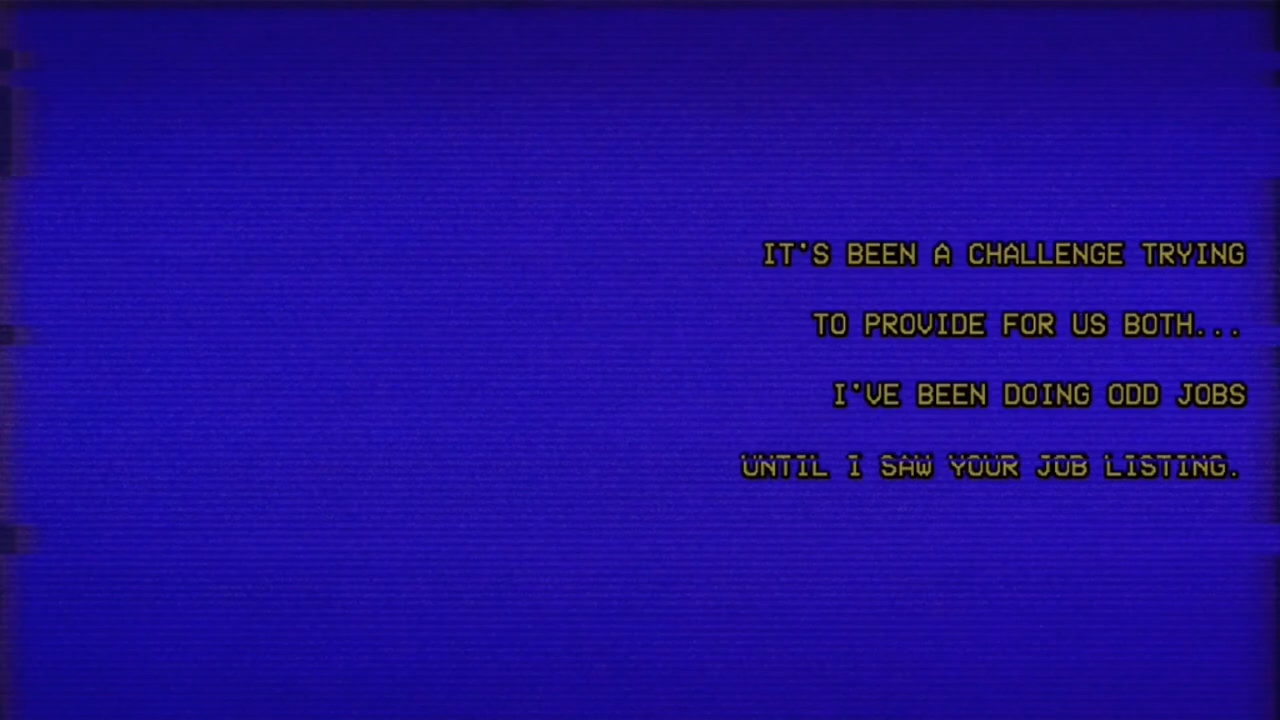 IT'S BEEN A CHALLENGE TRYING
TO PROVIDE FOR US BOTH...
I'VE BEEN DOING ODD JOBS
UNTIL I SAW YOUR JOB LISTING.